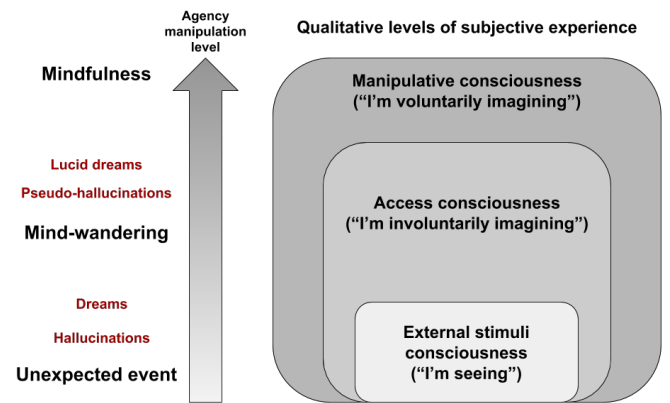 Agency
manipulation
level
Qualitative levels of subjective experience
Mindfulness
Lucid dreams
Pseudo-hallucinations
Mind-wandering
Dreams
Hallucinations
Unexpected event
Manipulative consciousness
(“I’m voluntarily imagining”)
Access consciousness
(“I’m involuntarily imagining”)
External stimuli
consciousness
(“I’m seeing”)